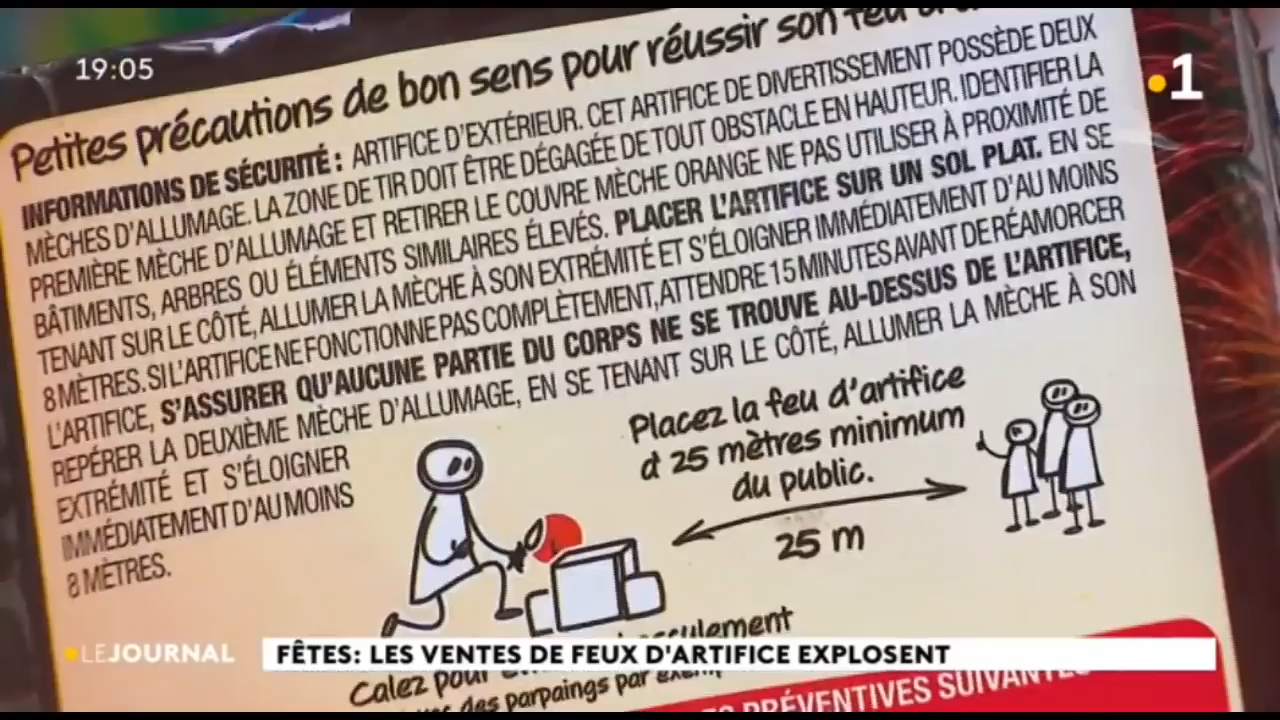 19:05
1
Petites précautions de bon sens pour réussir son feu
INFORMATIONS DE SÉCURITÉ : ARTIFICE D'EXTÉRIEUR. CET ARTIFICE DE DIVERTISSEMENT POSSÈDE DEUX
MÈCHES D'ALLUMAGE. LA ZONE DE TIR DOIT ÊTRE DÉGAGÉE DE TOUT OBSTACLE EN HAUTEUR. IDENTIFIER LA
PREMIÈRE MÈCHE D'ALLUMAGE ET RETIRER LE COUVRE MÈCHE ORANGE NE PAS UTILISER À PROXIMITÉ DE
BÂTIMENTS, ARBRES OU ÉLÉMENTS SIMILAIRES ÉLEVÉS. PLACER L'ARTIFICE SUR UN SOL PLAT. EN SE
TENANT SUR LE CÔTÉ, ALLUMER LA MÈCHE À SON EXTRÉMITÉ ET S'ÉLOIGNER IMMÉDIATEMENT D'AU MOINS
8 MÈTRES. SI L'ARTIFICE NE FONCTIONNE PAS COMPLÈTEMENT, ATTENDRE 15 MINUTES AVANT DE RÉAMORCER
L'ARTIFICE, S'ASSURER QU'AUCUNE PARTIE DU CORPS NE SE TROUVE AU-DESSUS DE L'ARTIFICE,
REPÉRER LA DEUXIÈME MÈCHE D'ALLUMAGE, EN SE TENANT SUR LE CÔTÉ, ALLUMER LA MÈCHE À SON
EXTRÉMITÉ ET S'ÉLOIGNER
IMMÉDIATEMENT D'AU MOINS
8 MÈTRES.
Placez la feu d'artifice
à 25 mètres minimum
du public.
25 m
LE JOURNAL
FÊTES: LES VENTES DE FEUX D'ARTIFICE EXPLOSENT
Calez pour
des parpaings par
PRÉVENTIVES SUIVANTES